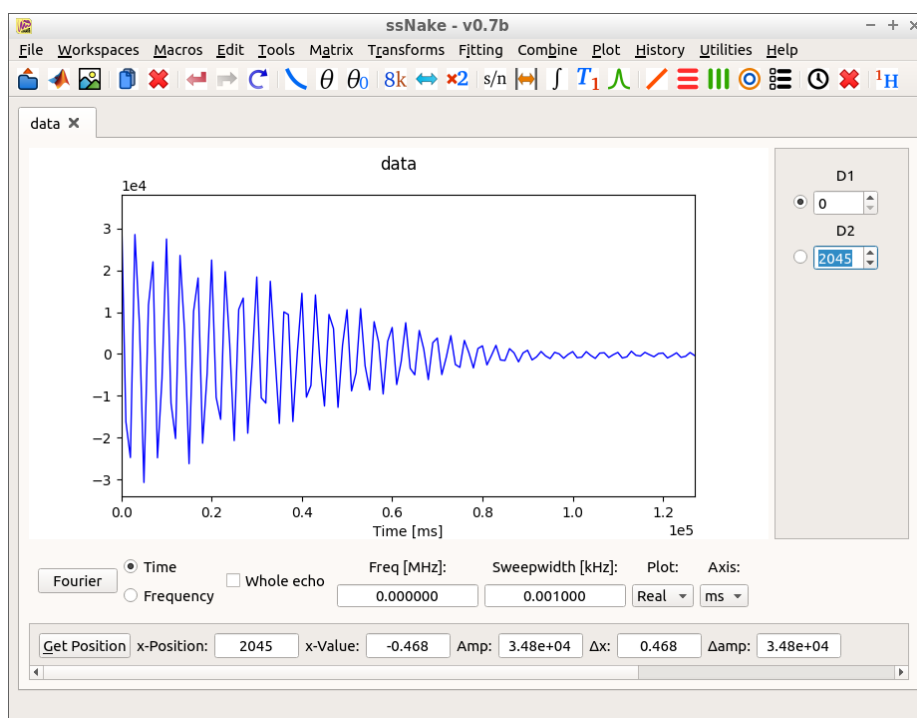 ssNake - v0.7b
File Workspaces Macros Edit Tools Matrix Transforms Fitting Combine Plot History Utilities Help
θ θ0 8k ×2 s/n ∫ T1 1H
data
data
1e4
3
2
1
0
−1
−2
−3
0.0 0.2 0.4 0.6 0.8 1.0 1.2
Time [ms]
1e5
D1
0
D2
2045
Fourier
Time
Frequency
Whole echo
Freq [MHz]:
0.000000
Sweepwidth [kHz]:
0.001000
Plot:
Real
Axis:
ms
Get Position x-Position: 2045 x-Value: -0.468 Amp: 3.48e+04 Δx: 0.468 Δamp: 3.48e+04